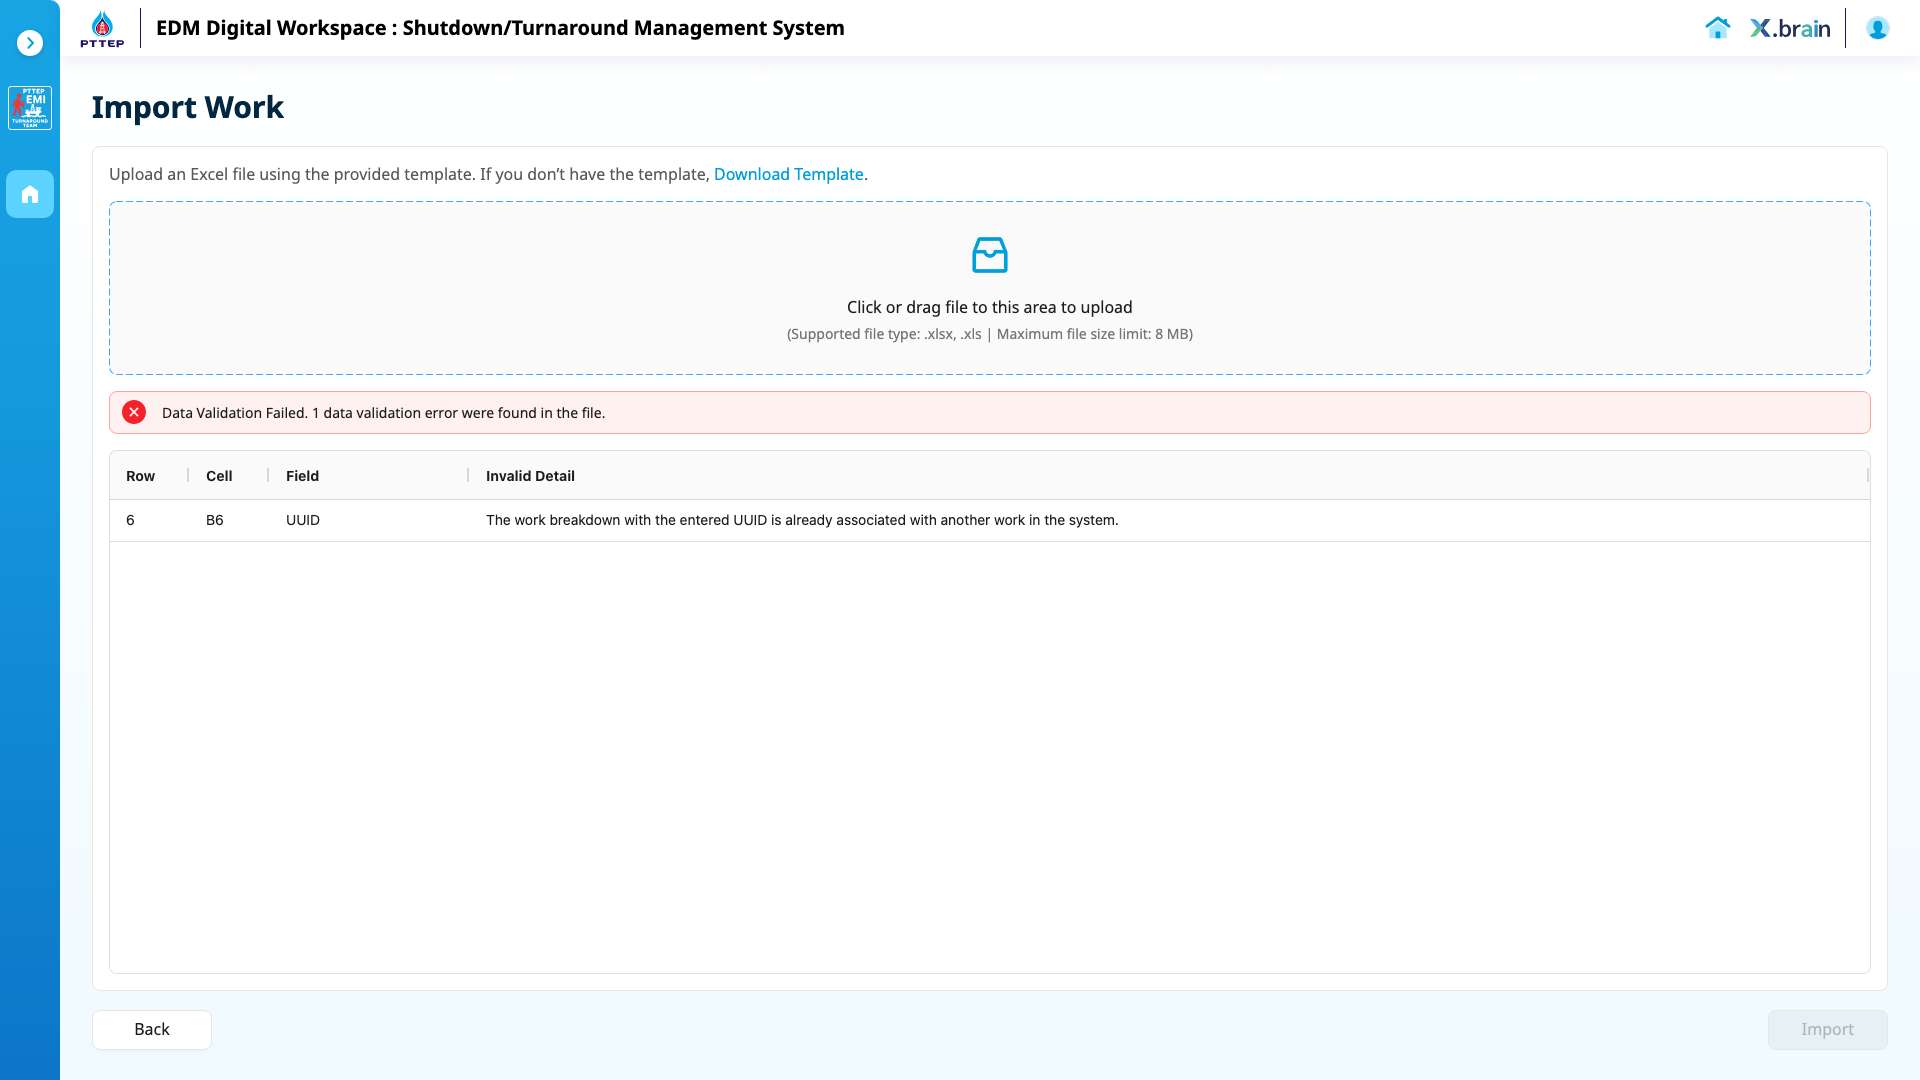 PTTEP
EDM Digital Workspace : Shutdown/Turnaround Management System
X.brain
PTTEP
EMI
TURNAROUND
TEAM
Import Work
Upload an Excel file using the provided template. If you don’t have the template, Download Template.
Click or drag file to this area to upload
(Supported file type: .xlsx, .xls | Maximum file size limit: 8 MB)
Data Validation Failed. 1 data validation error were found in the file.
Row Cell Field Invalid Detail
6 B6 UUID The work breakdown with the entered UUID is already associated with another work in the system.
Back Import